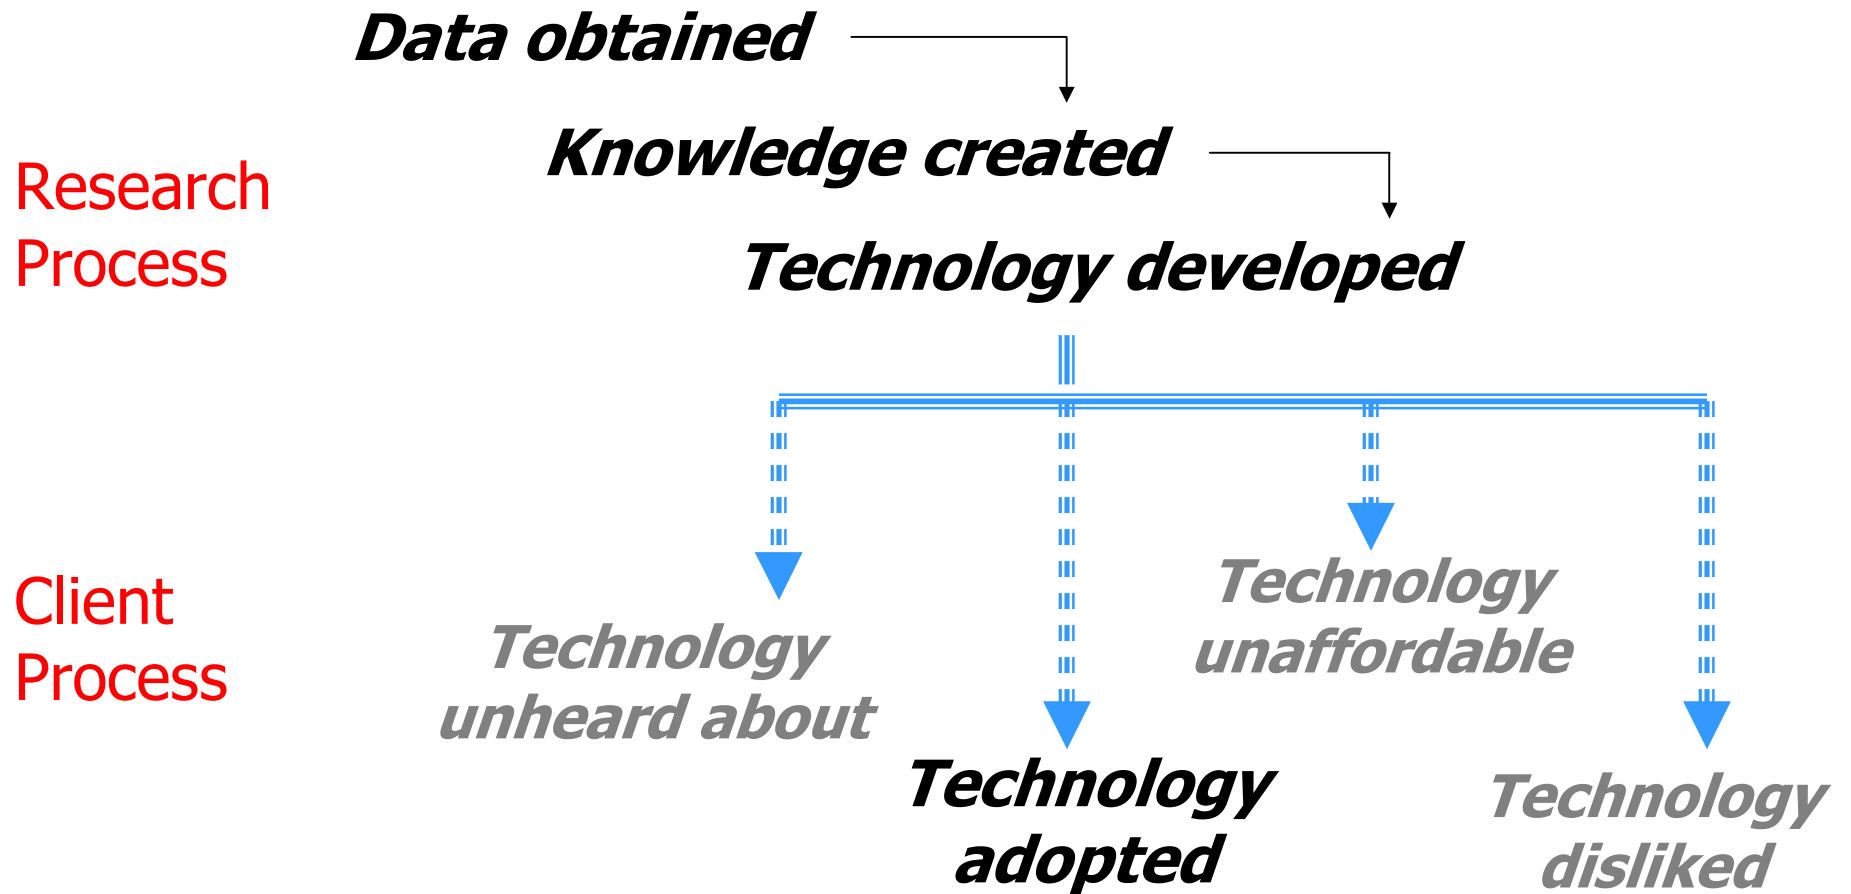 Data obtained
Knowledge created
Research
Process
Technology developed
Client
Process
Technology
unheard about
Technology
adopted
Technology
unaffordable
Technology
disliked